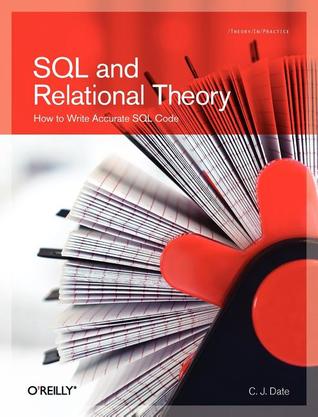 /THEORY/IN/PRACTICE
SQL and
Relational Theory
How to Write Accurate SQL Code
O'REILLY®
C. J. Date